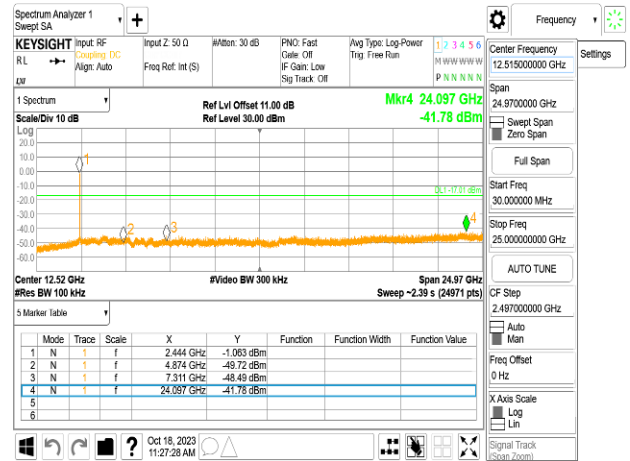 Spectrum Analyzer 1
Swept SA
Frequency
KEYSIGHT
Input: RF
Input Z: 50 Ω
#Atten: 30 dB
PNO: Fast
Avg Type: Log-Power
1 2 3 4 5 6
RL
Coupling: DC
Gate: Off
Trig: Free Run
Align: Auto
Freq Ref: Int (S)
IF Gain: Low
M W W W W W
Sig Track: Off
P N N N N N
Center Frequency
12.515000000 GHz
Settings
1 Spectrum
Ref Lvl Offset 11.00 dB
Mkr4 24.097 GHz
Scale/Div 10 dB
Ref Level 30.00 dBm
-41.78 dBm
Span
24.9700000 GHz
Swept Span
Zero Span
Full Span
Start Freq
30.000000 MHz
Stop Freq
25.000000000 GHz
AUTO TUNE
CF Step
2.497000000 GHz
Auto
Man
Freq Offset
0 Hz
X Axis Scale
Log
Lin
Signal Track
(Span Zoom)
Log
20.0
10.0
0.00
-10.0
-20.0
-30.0
-40.0
-50.0
-60.0
1
2
3
4
DL1 -17.01 dBm
Center 12.52 GHz
#Video BW 300 kHz
Span 24.97 GHz
#Res BW 100 kHz
Sweep ~2.39 s (24971 pts)
5 Marker Table
Mode Trace Scale X Y Function Function Width Function Value
1 N 1 f 2.444 GHz -1.063 dBm
2 N 1 f 4.874 GHz -49.72 dBm
3 N 1 f 7.311 GHz -48.49 dBm
4 N 1 f 24.097 GHz -41.78 dBm
5
6
?
Oct 18, 2023
11:27:28 AM